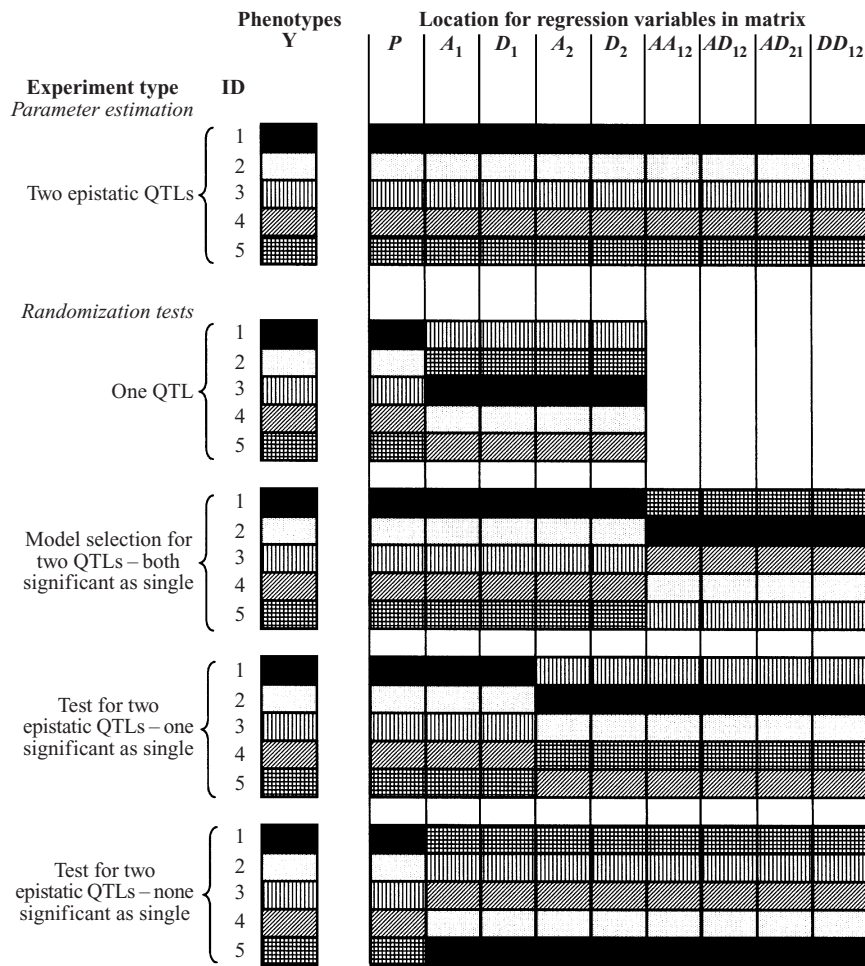 Phenotypes Location for regression variables in matrix
Y P A1 D1 A2 D2 AA12 AD12 AD21 DD12
Experiment type ID
Parameter estimation
1
2
Two epistatic QTLs 3
4
5
Randomization tests
1
2
One QTL 3
4
5
1
Model selection for 2
two QTLs – both 3
significant as single 4
5
1
Test for two 2
epistatic QTLs – one 3
significant as single 4
5
1
Test for two 2
epistatic QTLs – none 3
significant as single 4
5